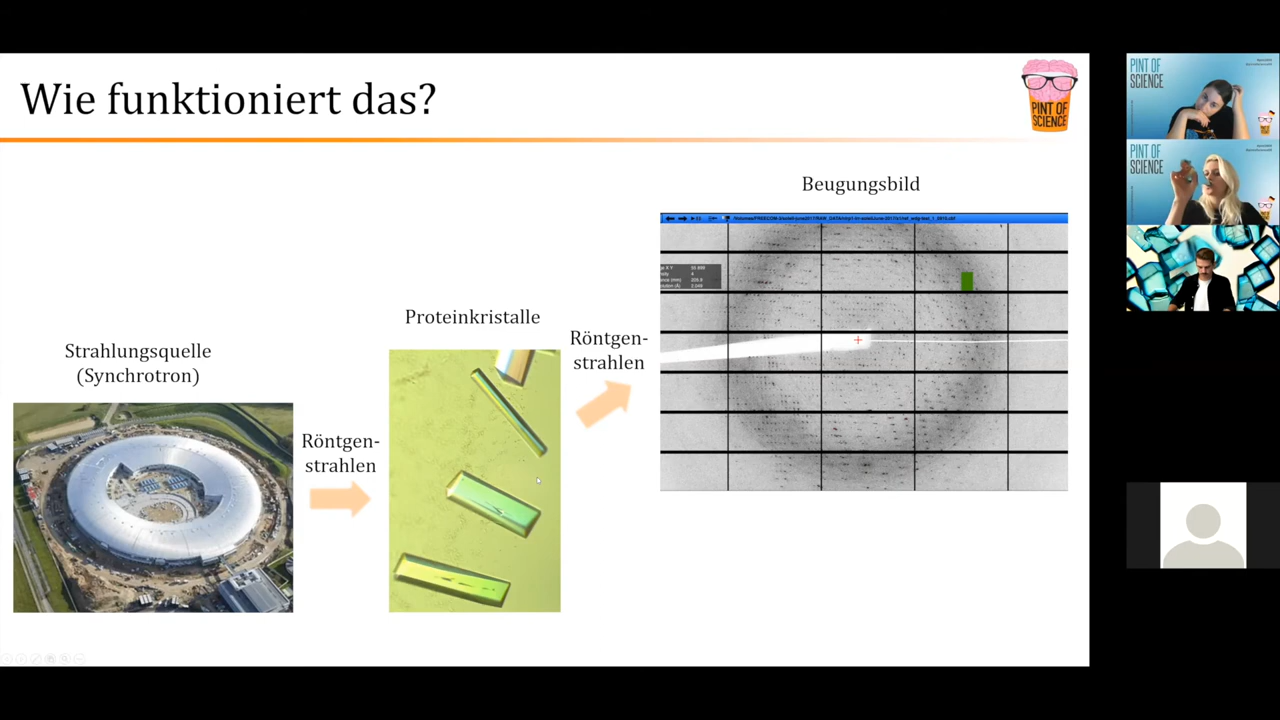 Wie funktioniert das?
PINT OF
SCIENCE
Beugungsbild
Proteinkristalle
Röntgen-
strahlen
Strahlungsquelle
(Synchrotron)
Röntgen-
strahlen
PINT OF
SCIENCE
PINT OF
SCIENCE